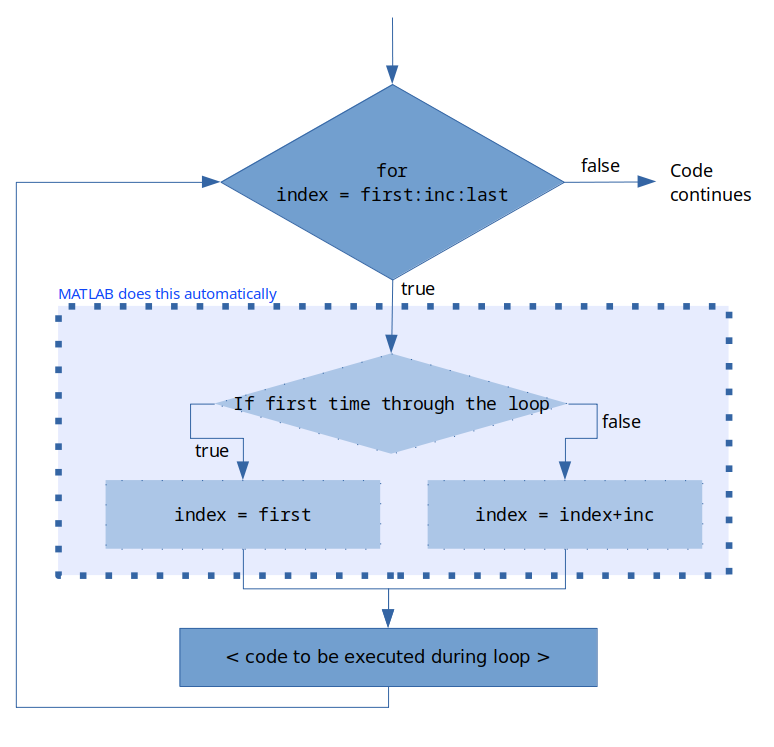 for
index = first:inc:last
false
Code
continues
true
MATLAB does this automatically
If first time through the loop
false
true
index = first
index = index+inc
< code to be executed during loop >